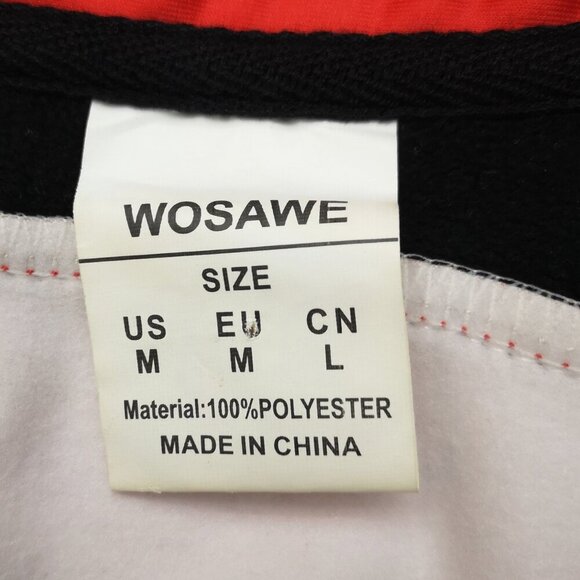 WOSAWE
SIZE
US EU CN
M M L
Material:100%POLYESTER
MADE IN CHINA